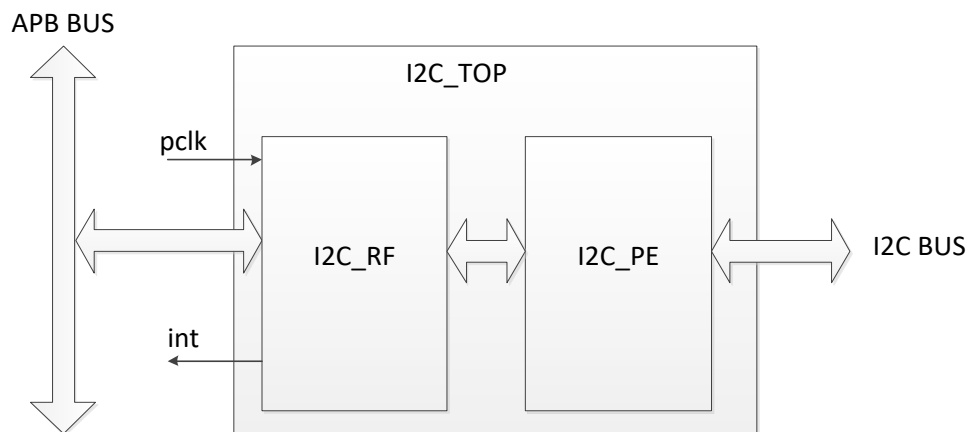 APB BUS
I2C_TOP
pclk
I2C_RF
I2C_PE
I2C BUS
int